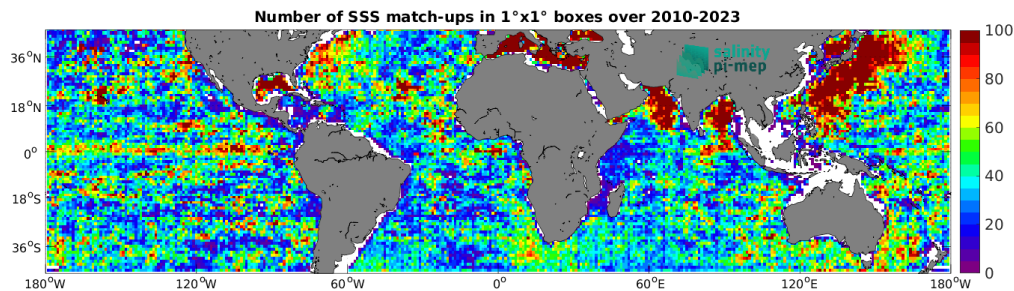 Number of SSS match-ups in 1°x1° boxes over 2010-2023
salinity
pi-mep
36°N
18°N
0°
18°S
36°S
180°W
120°W
60°W
0°
60°E
120°E
180°W
100
80
60
40
20
0